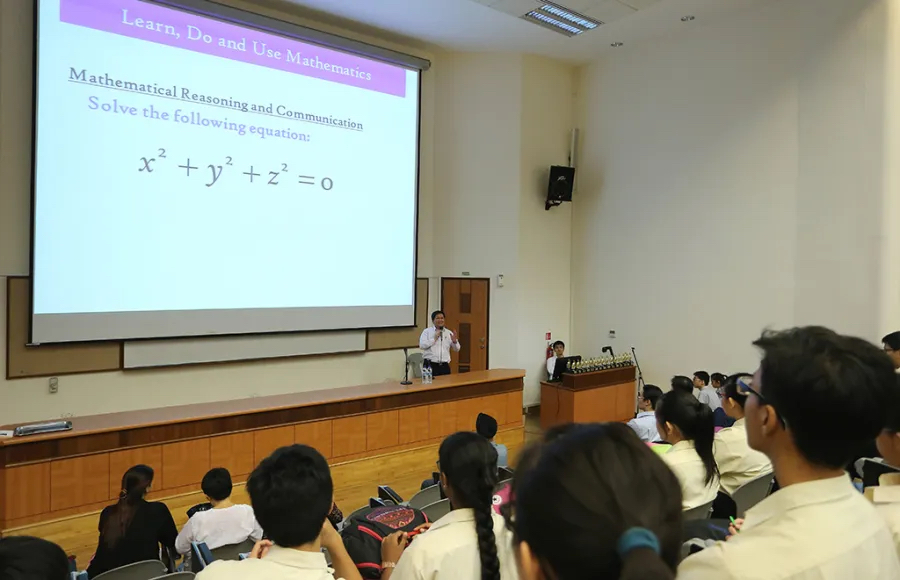 Learn, Do and Use Mathematics
Mathematical Reasoning and Communication
Solve the following equation:
x² + y² + z² = 0